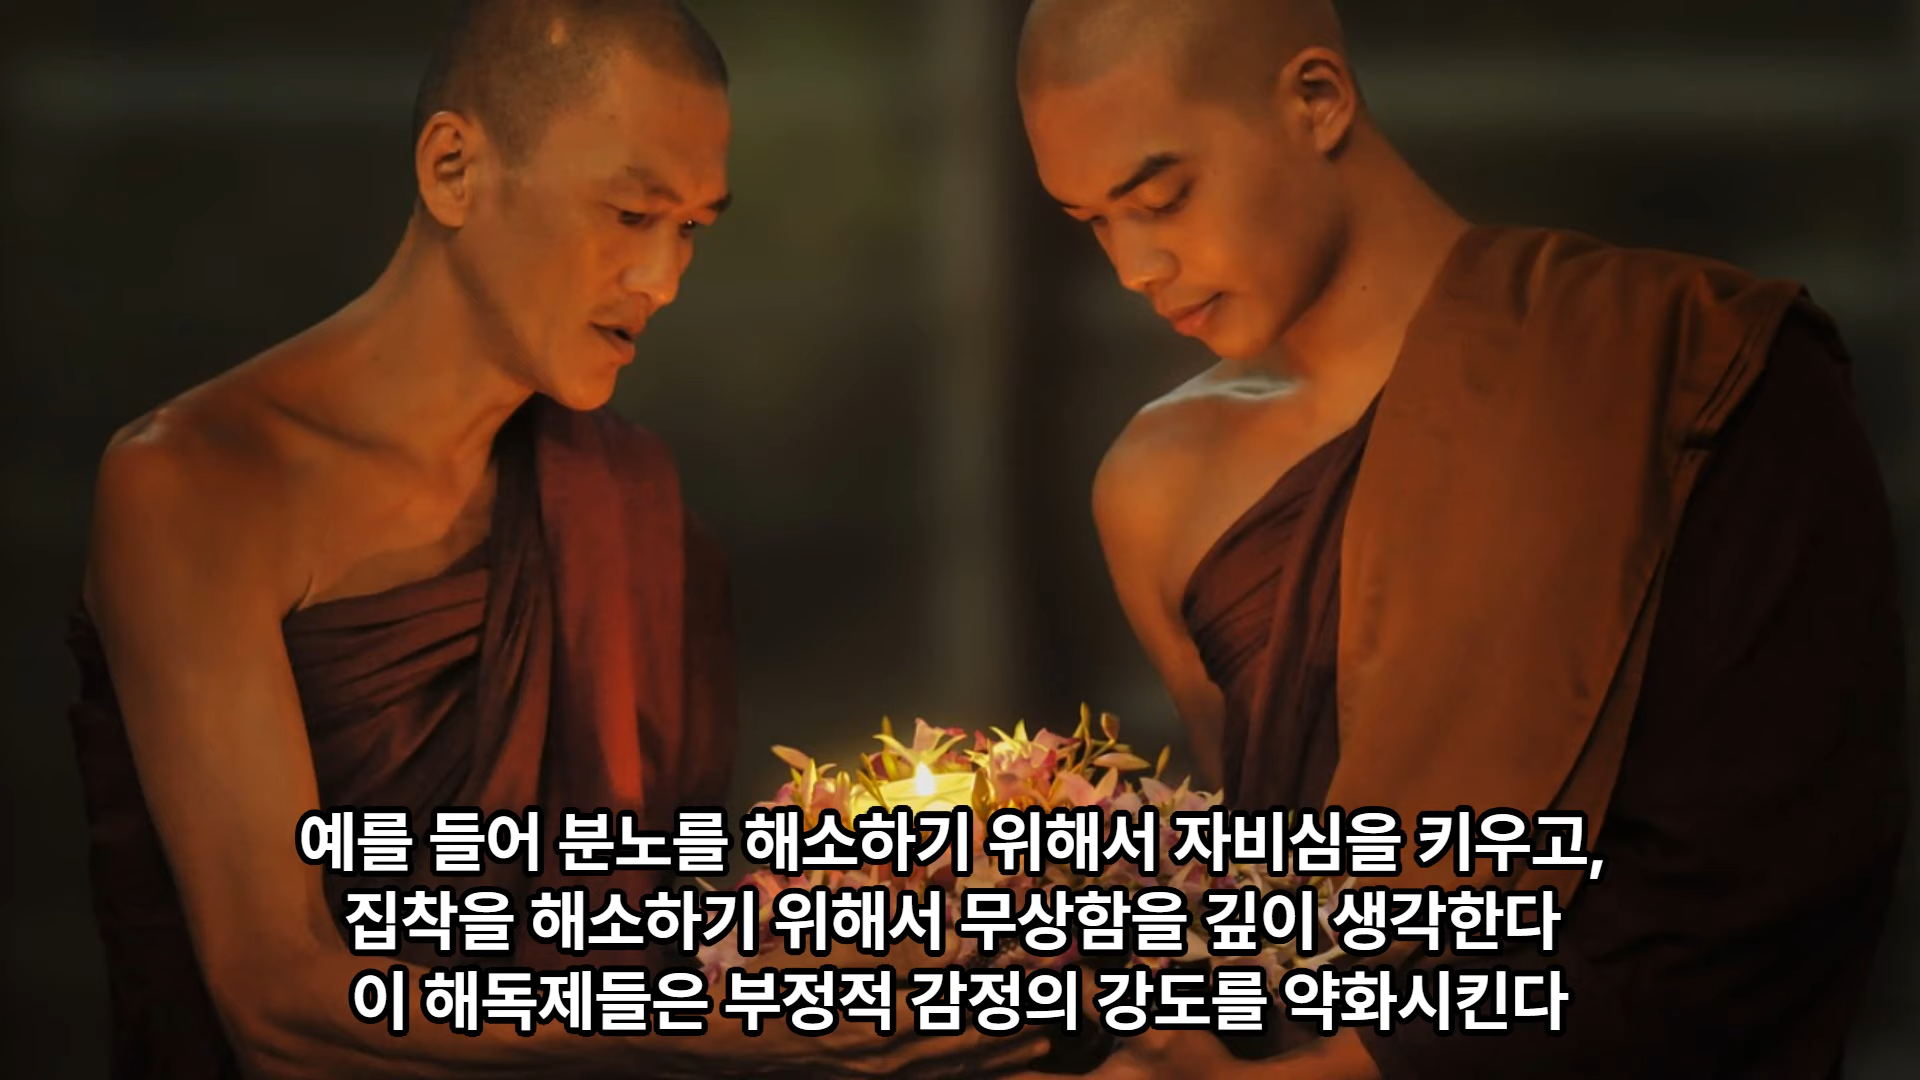 예를 들어 분노를 해소하기 위해서 자비심을 키우고,
집착을 해소하기 위해서 무상함을 깊이 생각한다
이 해독제들은 부정적 감정의 강도를 약화시킨다